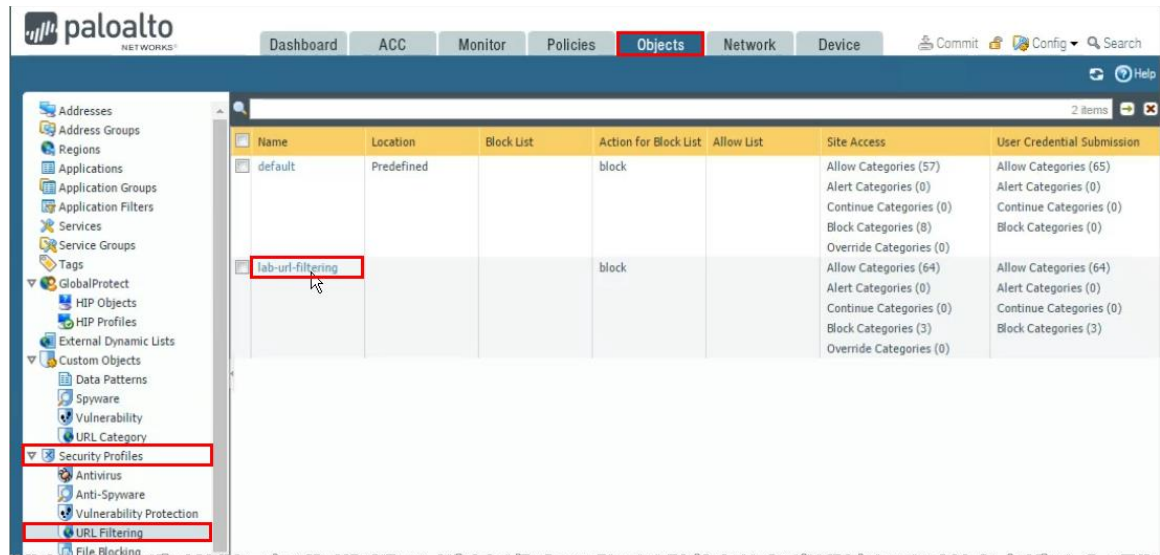 paloalto
NETWORKS
Dashboard ACC Monitor Policies Objects Network Device Commit Config Search
Help
2 items
Addresses
Address Groups
Regions
Applications
Application Groups
Application Filters
Services
Service Groups
Tags
GlobalProtect
HIP Objects
HIP Profiles
External Dynamic Lists
Custom Objects
Data Patterns
Spyware
Vulnerability
URL Category
Security Profiles
Antivirus
Anti-Spyware
Vulnerability Protection
URL Filtering
File Blocking
Name Location Block List Action for Block List Allow List Site Access User Credential Submission
default Predefined block Allow Categories (57) Allow Categories (65)
Alert Categories (0) Alert Categories (0)
Continue Categories (0) Continue Categories (0)
Block Categories (8) Block Categories (0)
Override Categories (0)
lab-url-filtering block Allow Categories (64) Allow Categories (64)
Alert Categories (0) Alert Categories (0)
Continue Categories (0) Continue Categories (0)
Block Categories (3) Block Categories (3)
Override Categories (0)